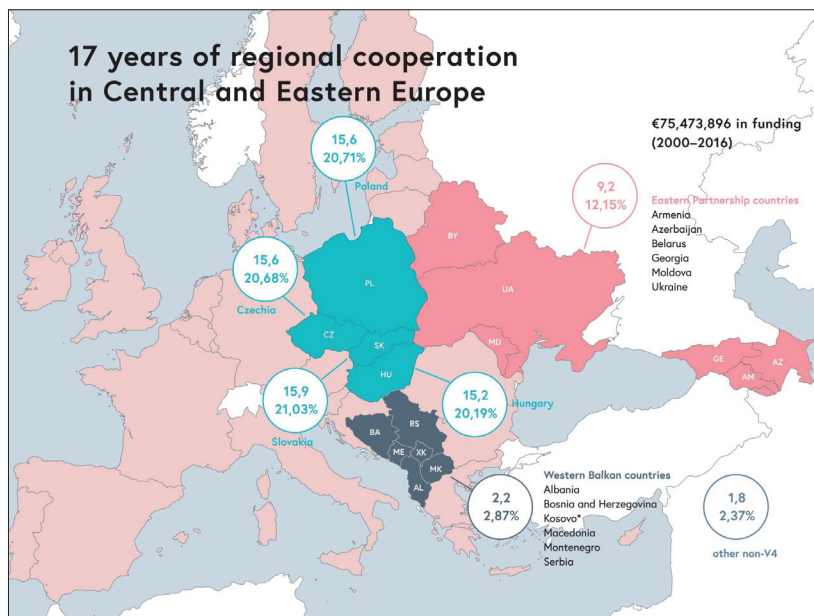 17 years of regional cooperation
in Central and Eastern Europe
€75,473,896 in funding
(2000–2016)
15,6
20,71%
Poland
9,2
12,15%
Eastern Partnership countries
Armenia
Azerbaijan
Belarus
Georgia
Moldova
Ukraine
BY
15,6
20,68%
Czechia
PL
UA
CZ
SK
MD
HU
GE
AZ
AM
15,9
21,03%
Slovakia
15,2
20,19%
Hungary
BA
RS
ME
XK
MK
AL
2,2
2,87%
Western Balkan countries
Albania
Bosnia and Herzegovina
Kosovo*
Macedonia
Montenegro
Serbia
1,8
2,37%
other non-V4